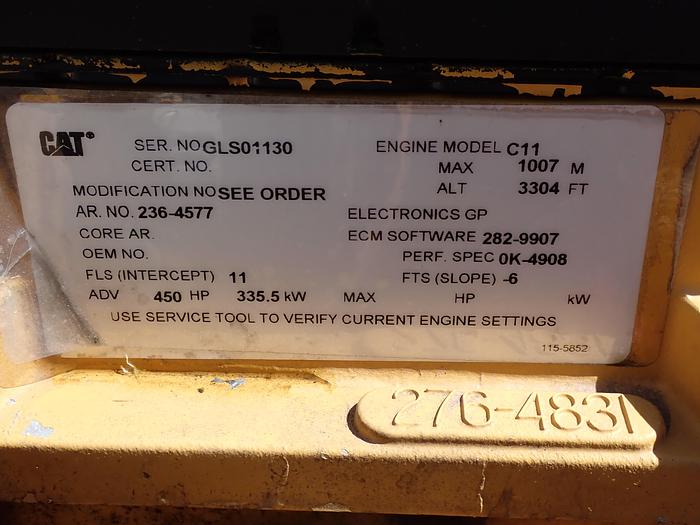 CAT®
SER. NO GLS01130 ENGINE MODEL C11
CERT. NO. MAX 1007 M
MODIFICATION NO SEE ORDER ALT 3304 FT
AR. NO. 236-4577 ELECTRONICS GP
CORE AR. ECM SOFTWARE 282-9907
OEM NO. PERF. SPEC 0K-4908
FLS (INTERCEPT) 11 FTS (SLOPE) -6
ADV 450 HP 335.5 kW MAX HP kW
USE SERVICE TOOL TO VERIFY CURRENT ENGINE SETTINGS
115-5852
276-4831